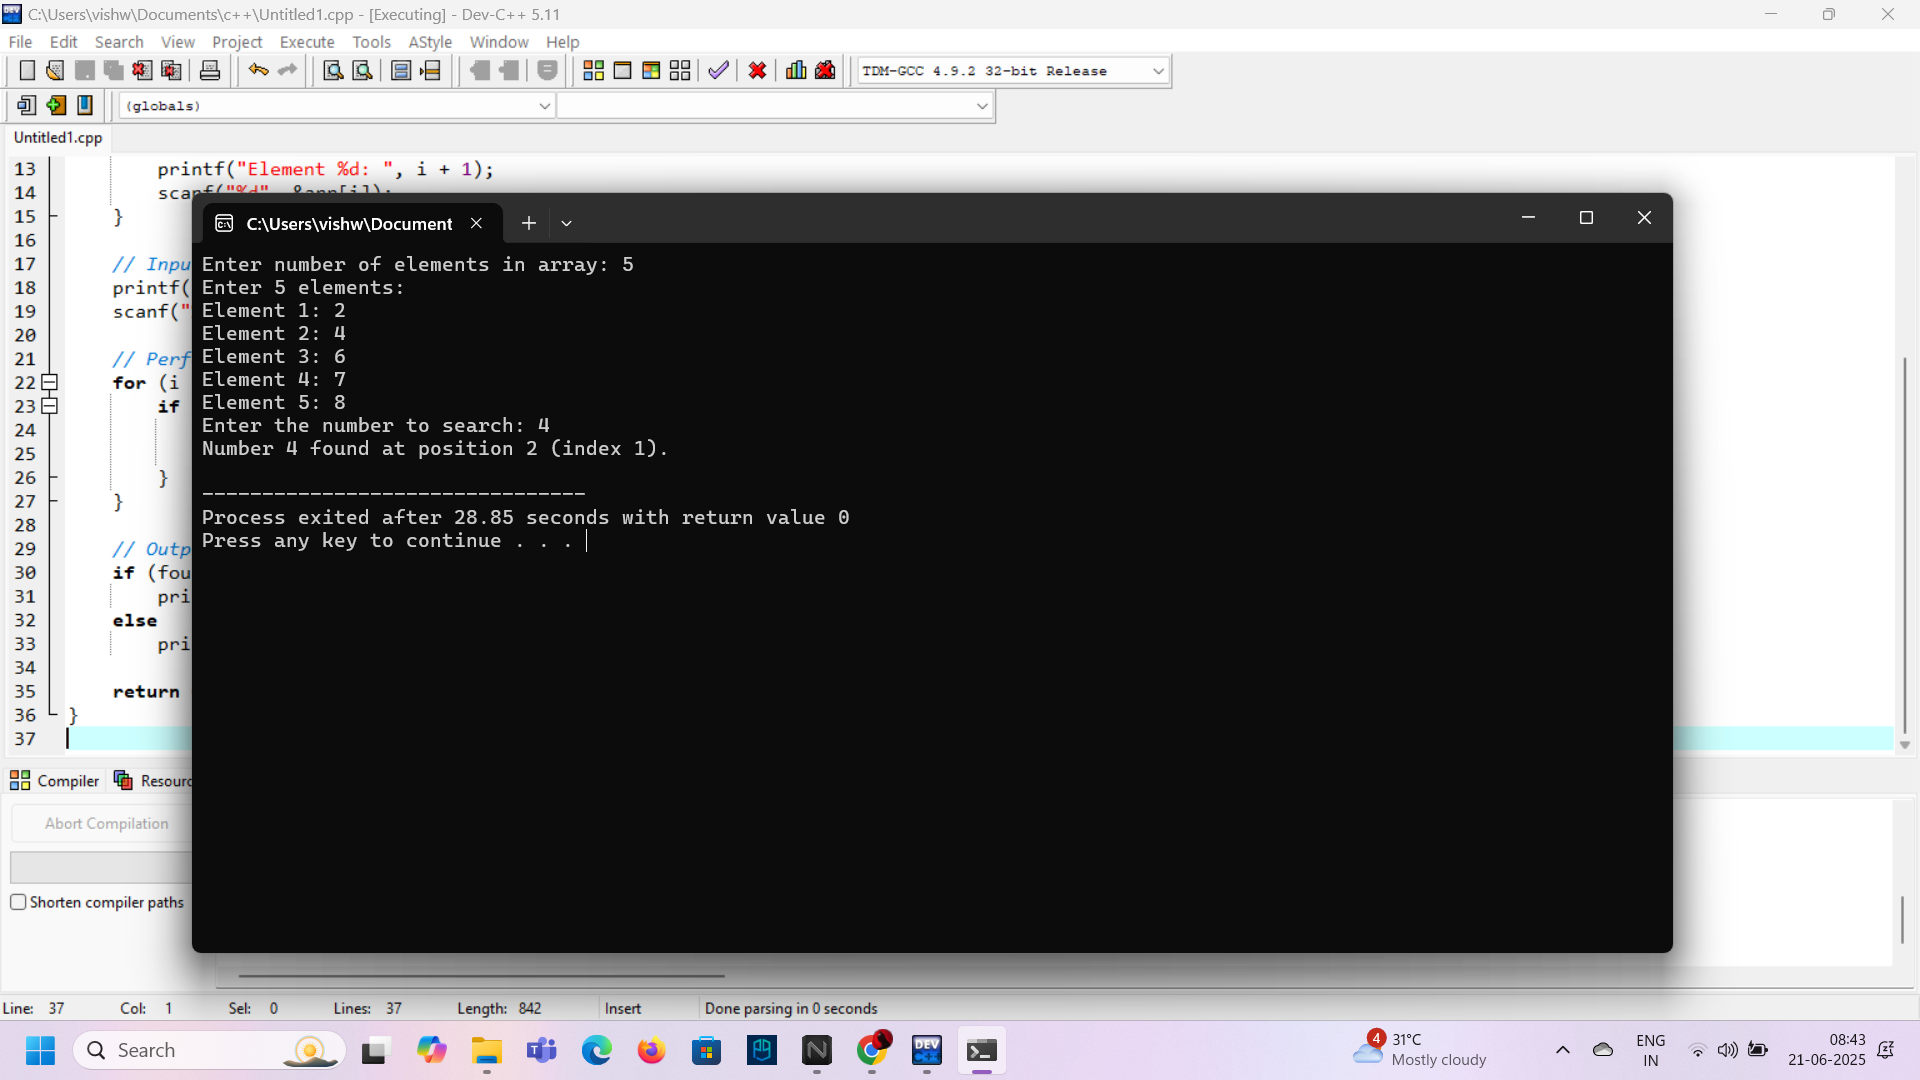 C:\Users\vishw\Documents\c++\Untitled1.cpp - [Executing] - Dev-C++ 5.11
File Edit Search View Project Execute Tools AStyle Window Help
TDM-GCC 4.9.2 32-bit Release
(globals)
Untitled1.cpp
13 printf("Element %d: ", i + 1);
14 scanf("%d", &arr[i]);
15 }
16
17 // Inpu
18 printf(
19 scanf("
20
21 // Perf
22 for (i
23 if
24
25
26 }
27 }
28
29 // Outp
30 if (fou
31 pri
32 else
33 pri
34
35 return
36 }
37
C:\Users\vishw\Document
Enter number of elements in array: 5
Enter 5 elements:
Element 1: 2
Element 2: 4
Element 3: 6
Element 4: 7
Element 5: 8
Enter the number to search: 4
Number 4 found at position 2 (index 1).
--------------------------------
Process exited after 28.85 seconds with return value 0
Press any key to continue . . .
Compiler Resourc
Abort Compilation
Shorten compiler paths
Line: 37 Col: 1 Sel: 0 Lines: 37 Length: 842 Insert Done parsing in 0 seconds
Search
DEV
4
31°C
Mostly cloudy
ENG
IN
08:43
21-06-2025